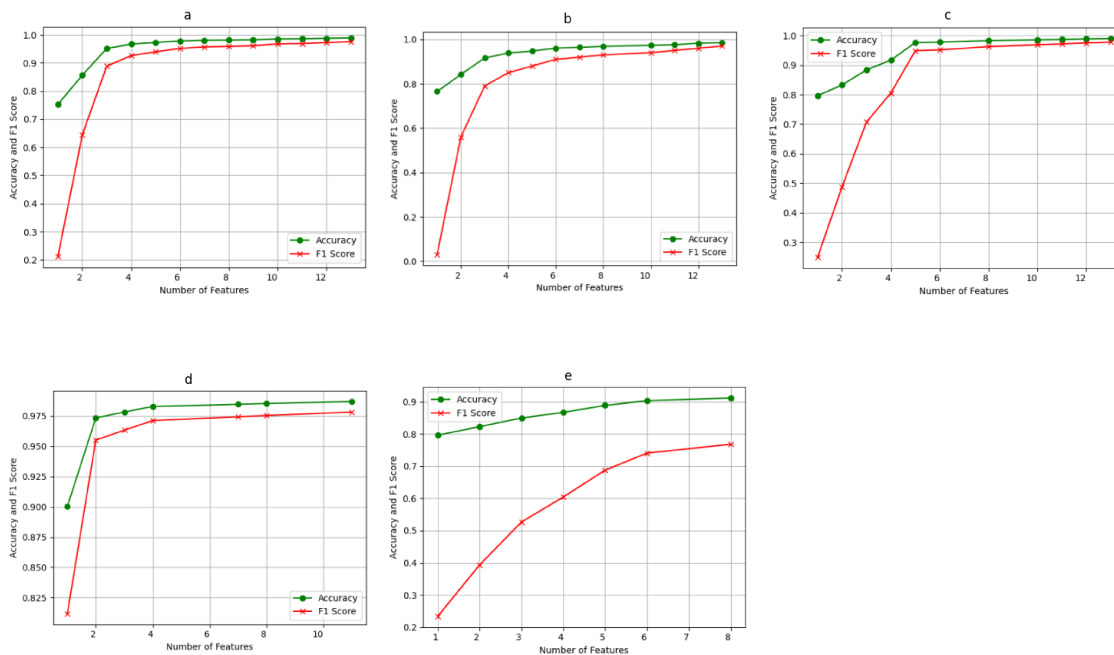 a
1.0
0.9
0.8
0.7
0.6
0.5
0.4
0.3
0.2
Accuracy and F1 Score
Accuracy
F1 Score
2 4 6 8 10 12
Number of Features
b
1.0
0.8
0.6
0.4
0.2
0.0
Accuracy and F1 Score
Accuracy
F1 Score
2 4 6 8 10 12
Number of Features
c
1.0
0.9
0.8
0.7
0.6
0.5
0.4
0.3
Accuracy and F1 Score
Accuracy
F1 Score
2 4 6 8 10 12
Number of Features
d
0.975
0.950
0.925
0.900
0.875
0.850
0.825
Accuracy and F1 Score
Accuracy
F1 Score
2 4 6 8 10
Number of Features
e
0.9
0.8
0.7
0.6
0.5
0.4
0.3
0.2
Accuracy and F1 Score
Accuracy
F1 Score
1 2 3 4 5 6 7 8
Number of Features